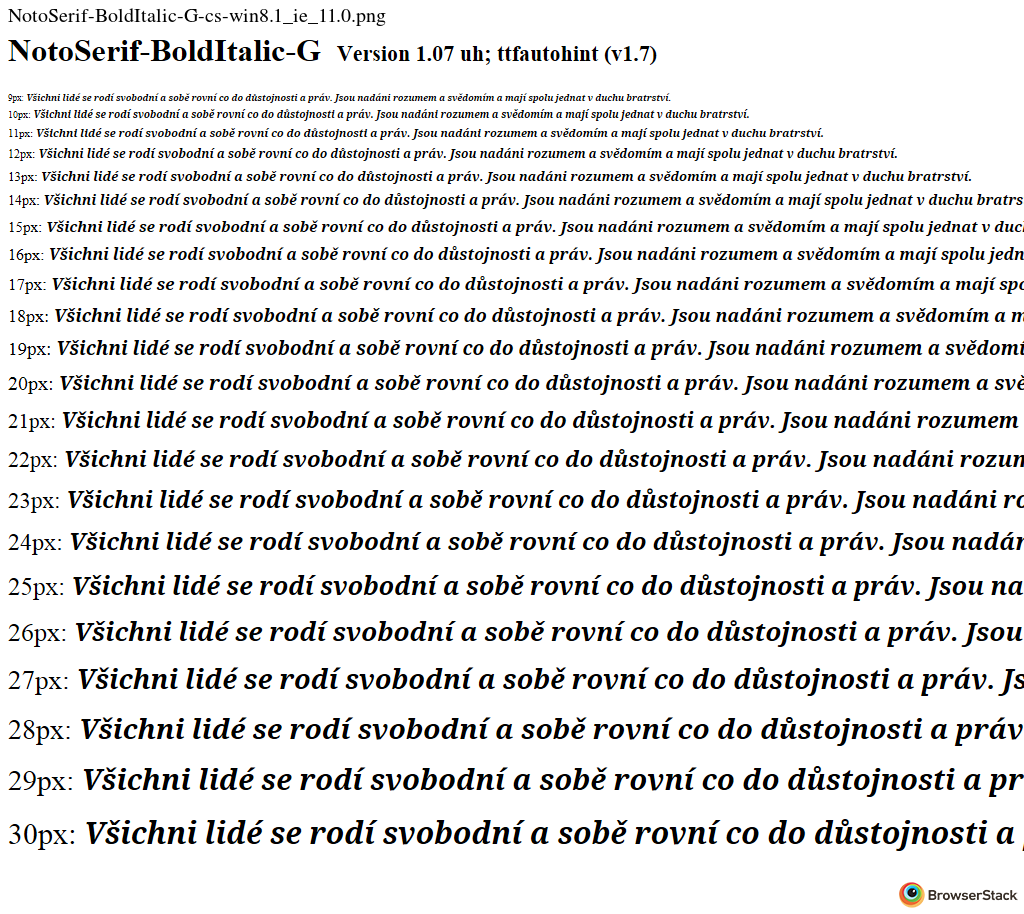 NotoSerif-BoldItalic-G-cs-win8.1_ie_11.0.png
NotoSerif-BoldItalic-G Version 1.07 uh; ttfautohint (v1.7)
9px: Všichni lidé se rodí svobodní a sobě rovní co do důstojnosti a práv. Jsou nadáni rozumem a svědomím a mají spolu jednat v duchu bratrství.
10px: Všichni lidé se rodí svobodní a sobě rovní co do důstojnosti a práv. Jsou nadáni rozumem a svědomím a mají spolu jednat v duchu bratrství.
11px: Všichni lidé se rodí svobodní a sobě rovní co do důstojnosti a práv. Jsou nadáni rozumem a svědomím a mají spolu jednat v duchu bratrství.
12px: Všichni lidé se rodí svobodní a sobě rovní co do důstojnosti a práv. Jsou nadáni rozumem a svědomím a mají spolu jednat v duchu bratrství.
13px: Všichni lidé se rodí svobodní a sobě rovní co do důstojnosti a práv. Jsou nadáni rozumem a svědomím a mají spolu jednat v duchu bratrství.
14px: Všichni lidé se rodí svobodní a sobě rovní co do důstojnosti a práv. Jsou nadáni rozumem a svědomím a mají spolu jednat v duchu bratrs
15px: Všichni lidé se rodí svobodní a sobě rovní co do důstojnosti a práv. Jsou nadáni rozumem a svědomím a mají spolu jednat v duc
16px: Všichni lidé se rodí svobodní a sobě rovní co do důstojnosti a práv. Jsou nadáni rozumem a svědomím a mají spolu jedn
17px: Všichni lidé se rodí svobodní a sobě rovní co do důstojnosti a práv. Jsou nadáni rozumem a svědomím a mají spo
18px: Všichni lidé se rodí svobodní a sobě rovní co do důstojnosti a práv. Jsou nadáni rozumem a svědomím a m
19px: Všichni lidé se rodí svobodní a sobě rovní co do důstojnosti a práv. Jsou nadáni rozumem a svědomí
20px: Všichni lidé se rodí svobodní a sobě rovní co do důstojnosti a práv. Jsou nadáni rozumem a svě
21px: Všichni lidé se rodí svobodní a sobě rovní co do důstojnosti a práv. Jsou nadáni rozumem
22px: Všichni lidé se rodí svobodní a sobě rovní co do důstojnosti a práv. Jsou nadáni rozum
23px: Všichni lidé se rodí svobodní a sobě rovní co do důstojnosti a práv. Jsou nadáni ro
24px: Všichni lidé se rodí svobodní a sobě rovní co do důstojnosti a práv. Jsou nadán
25px: Všichni lidé se rodí svobodní a sobě rovní co do důstojnosti a práv. Jsou na
26px: Všichni lidé se rodí svobodní a sobě rovní co do důstojnosti a práv. Jsou
27px: Všichni lidé se rodí svobodní a sobě rovní co do důstojnosti a práv. Js
28px: Všichni lidé se rodí svobodní a sobě rovní co do důstojnosti a práv
29px: Všichni lidé se rodí svobodní a sobě rovní co do důstojnosti a pr
30px: Všichni lidé se rodí svobodní a sobě rovní co do důstojnosti a
BrowserStack